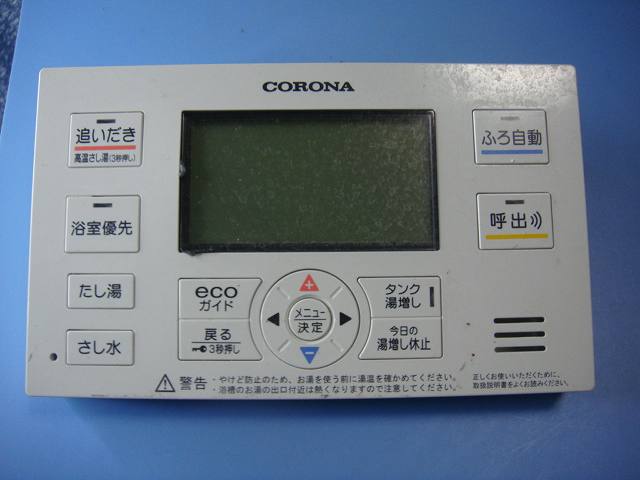 CORONA
追いだき
高温さし湯(3秒押し)
ふろ自動
浴室優先
呼出
たし湯
さし水
eco
ガイド
戻る
3秒押し
+
メニュー
決定
−
タンク
湯増し
今日の
湯増し休止
警告
・やけど防止のため、お湯を使う前に湯温を確かめてください。
・浴槽のお湯の出口付近は熱くなりますので注意してください。
正しくお使いいただくために、
取扱説明書をよくお読みください。